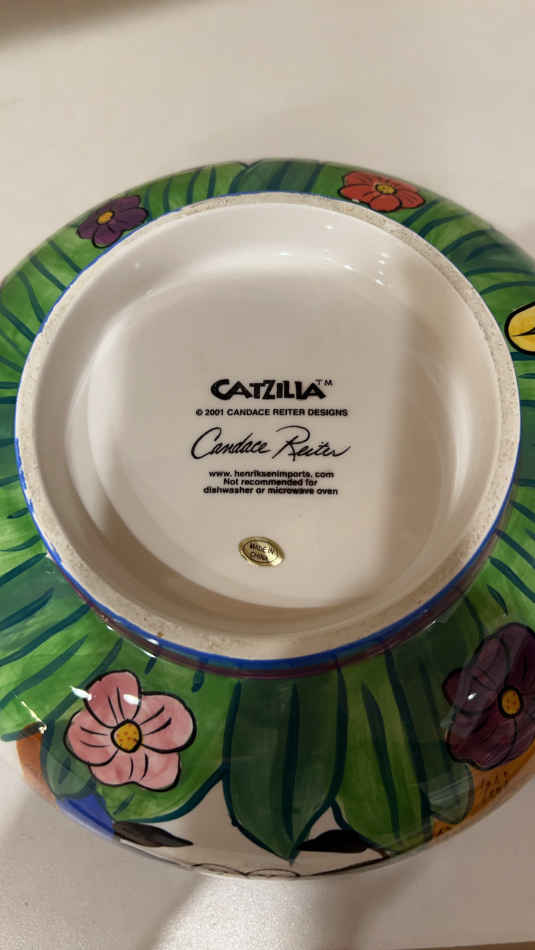 CATZILLA™
© 2001 CANDACE REITER DESIGNS
Candace Reiter
www.henriksenimports.com
Not recommended for
dishwasher or microwave oven
MADE IN
CHINA